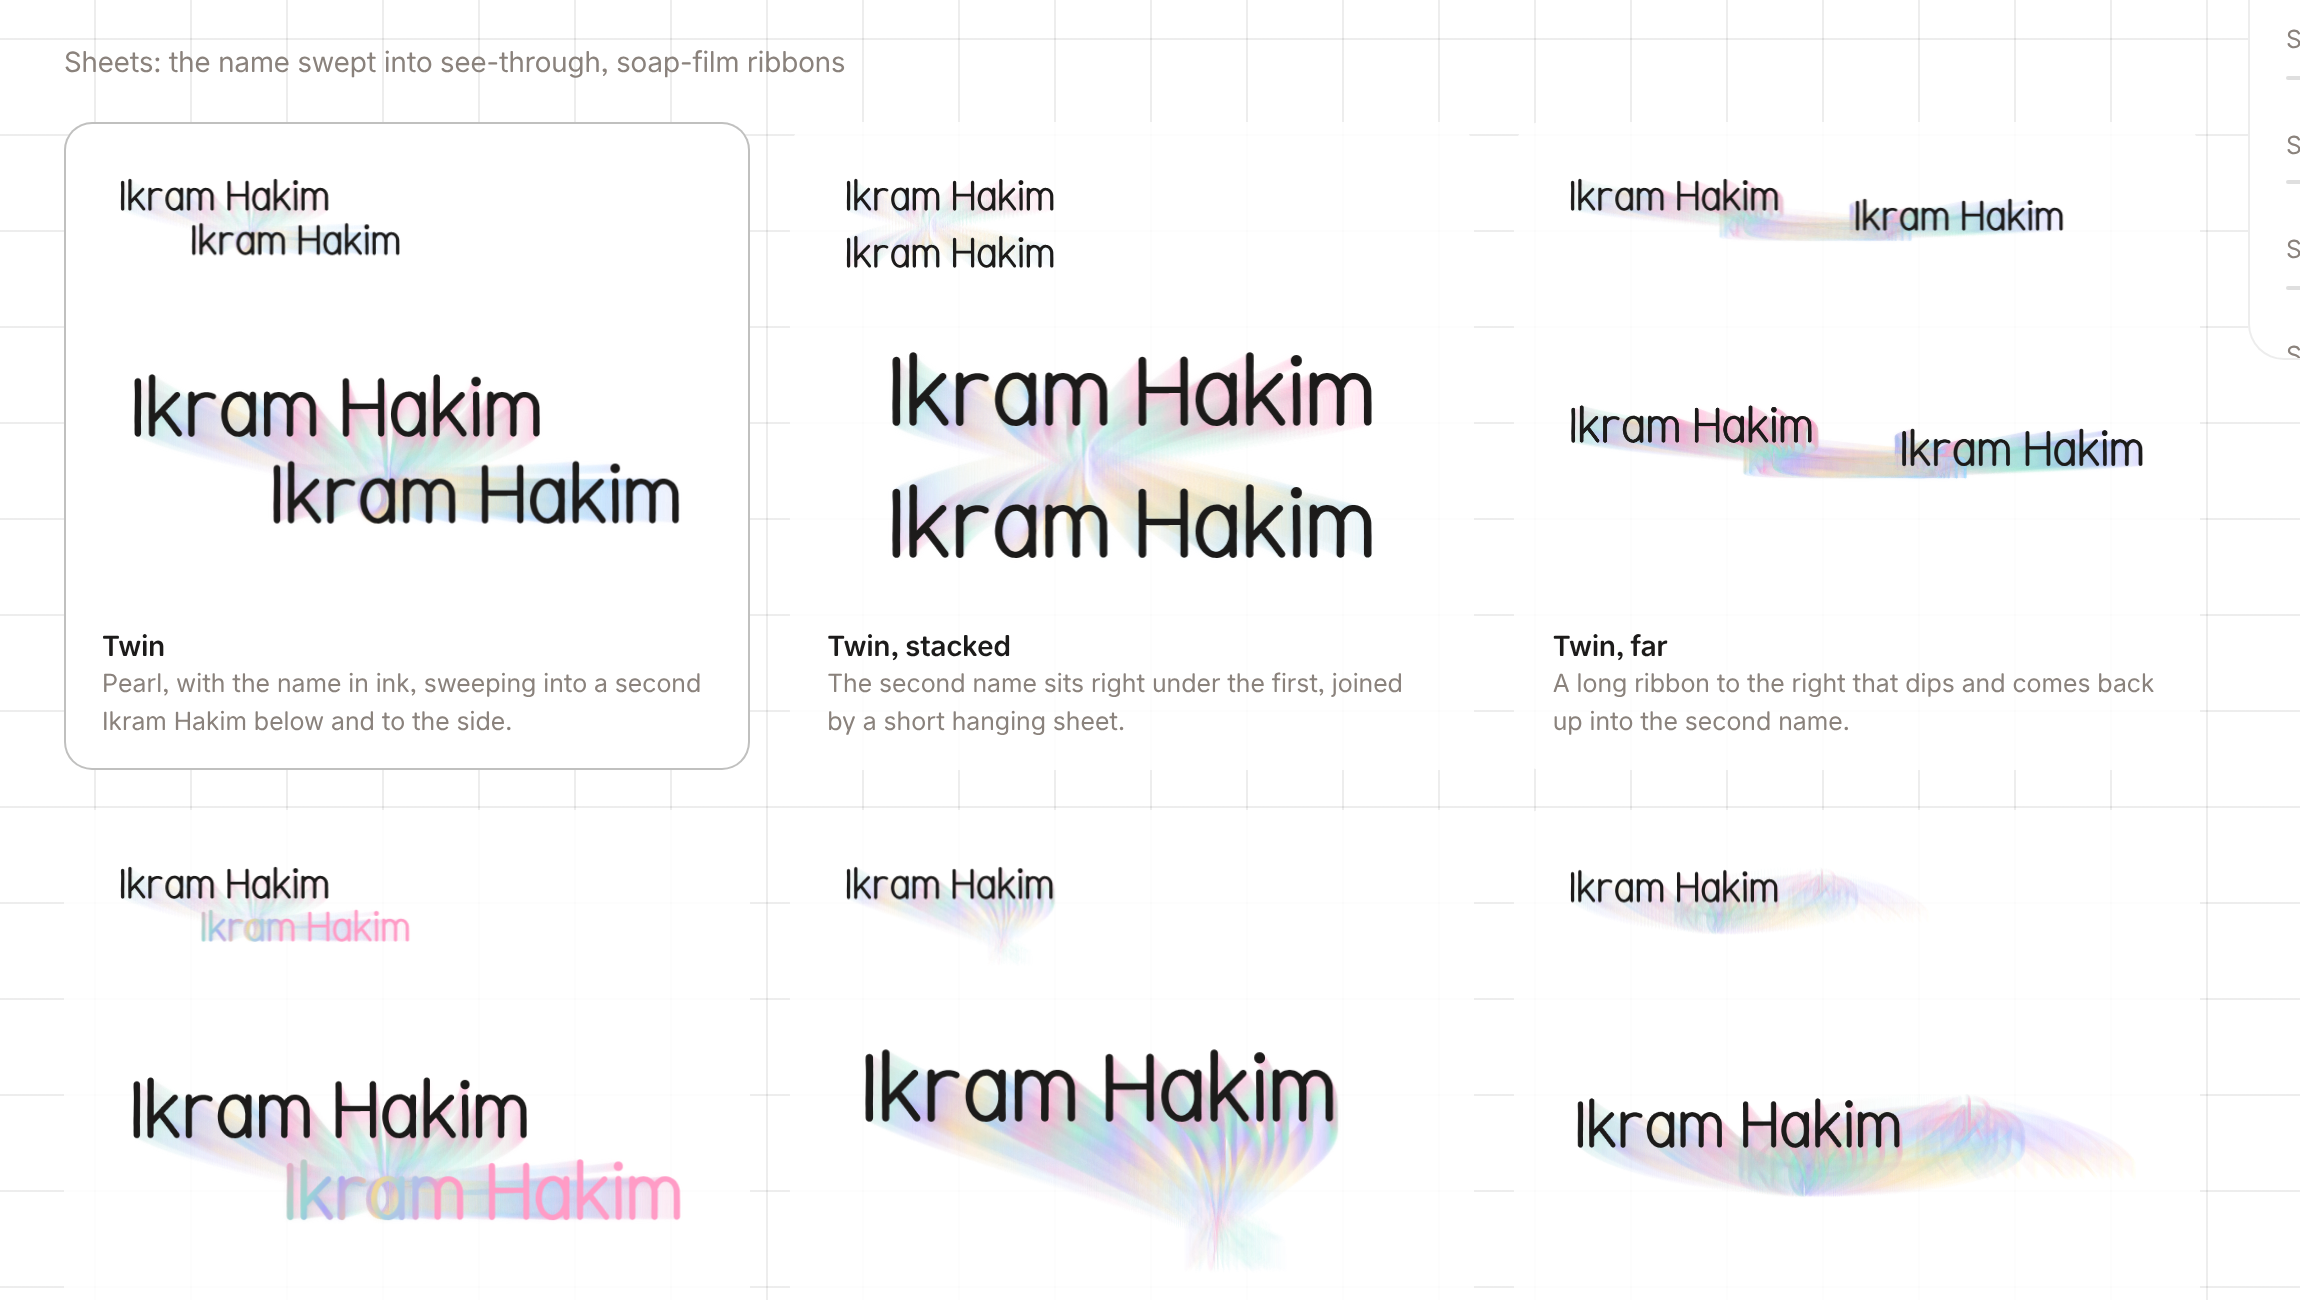 Sheets: the name swept into see-through, soap-film ribbons
Ikram Hakim
Ikram Hakim
Ikram Hakim
Ikram Hakim
Twin
Pearl, with the name in ink, sweeping into a second
Ikram Hakim below and to the side.
Ikram Hakim
Ikram Hakim
Ikram Hakim
Ikram Hakim
Twin, stacked
The second name sits right under the first, joined
by a short hanging sheet.
Ikram Hakim
Ikram Hakim
Ikram Hakim
Ikram Hakim
Twin, far
A long ribbon to the right that dips and comes back
up into the second name.
Ikram Hakim
Ikram Hakim
Ikram Hakim
Ikram Hakim
Ikram Hakim
Ikram Hakim
Ikram Hakim
Ikram Hakim